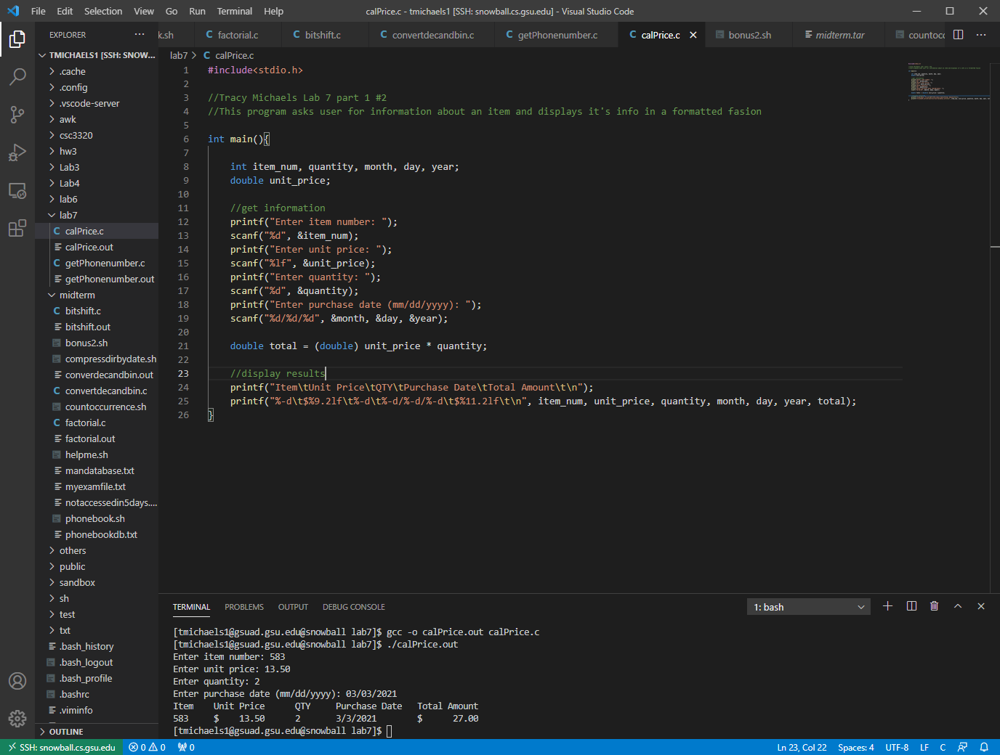 File Edit Selection View Go Run Terminal Help calPrice.c - tmichaels1 [SSH: snowball.cs.gsu.edu] - Visual Studio Code
EXPLORER ···
k.sh C factorial.c C bitshift.c C convertdecandbin.c C getPhonenumber.c C calPrice.c bonus2.sh midterm.tar countocc ···
TMICHAELS1 [SSH: SNOW...
.cache
.config
.vscode-server
awk
csc3320
hw3
Lab3
Lab4
lab6
lab7
C calPrice.c
calPrice.out
C getPhonenumber.c
getPhonenumber.out
midterm
C bitshift.c
bitshift.out
bonus2.sh
compressdirbydate.sh
converdecandbin.out
C convertdecandbin.c
countoccurrence.sh
C factorial.c
factorial.out
helpme.sh
mandatabase.txt
myexamfile.txt
notaccessedin5days....
phonebook.sh
phonebookdb.txt
others
public
sandbox
sh
test
txt
.bash_history
.bash_logout
.bash_profile
.bashrc
.viminfo
OUTLINE
lab7 > C calPrice.c
1 #include<stdio.h>
2
3 //Tracy Michaels Lab 7 part 1 #2
4 //This program asks user for information about an item and displays it's info in a formatted fasion
5
6 int main(){
7
8 int item_num, quantity, month, day, year;
9 double unit_price;
10
11 //get information
12 printf("Enter item number: ");
13 scanf("%d", &item_num);
14 printf("Enter unit price: ");
15 scanf("%lf", &unit_price);
16 printf("Enter quantity: ");
17 scanf("%d", &quantity);
18 printf("Enter purchase date (mm/dd/yyyy): ");
19 scanf("%d/%d/%d", &month, &day, &year);
20
21 double total = (double) unit_price * quantity;
22
23 //display results
24 printf("Item\tUnit Price\tQTY\tPurchase Date\tTotal Amount\t\n");
25 printf("%-d\t$%9.2lf\t%-d\t%-d/%-d/%-d\t$%11.2lf\t\n", item_num, unit_price, quantity, month, day, year, total);
26 }
TERMINAL PROBLEMS OUTPUT DEBUG CONSOLE 1: bash
[tmichaels1@gsuad.gsu.edu@snowball lab7]$ gcc -o calPrice.out calPrice.c
[tmichaels1@gsuad.gsu.edu@snowball lab7]$ ./calPrice.out
Enter item number: 583
Enter unit price: 13.50
Enter quantity: 2
Enter purchase date (mm/dd/yyyy): 03/03/2021
Item Unit Price QTY Purchase Date Total Amount
583 $ 13.50 2 3/3/2021 $ 27.00
[tmichaels1@gsuad.gsu.edu@snowball lab7]$
SSH: snowball.cs.gsu.edu 0 0 0 Ln 23, Col 22 Spaces: 4 UTF-8 LF C